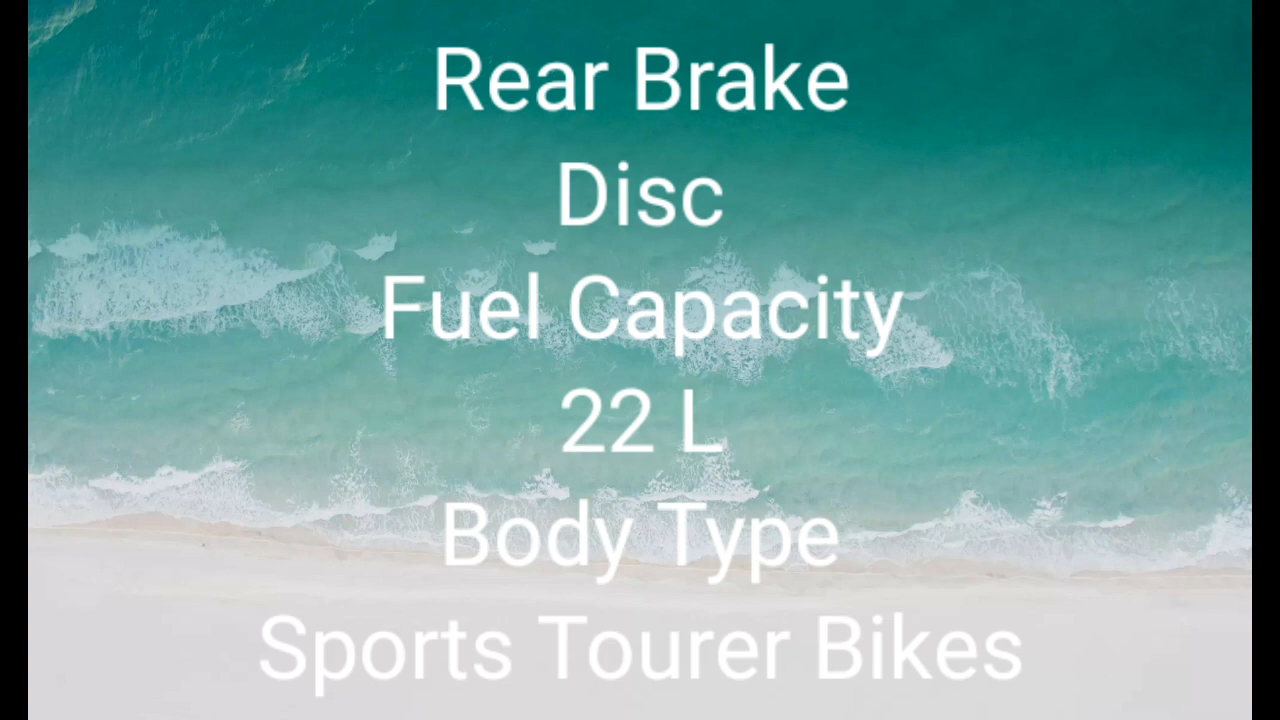 Rear Brake
Disc
Fuel Capacity
22 L
Body Type
Sports Tourer Bikes